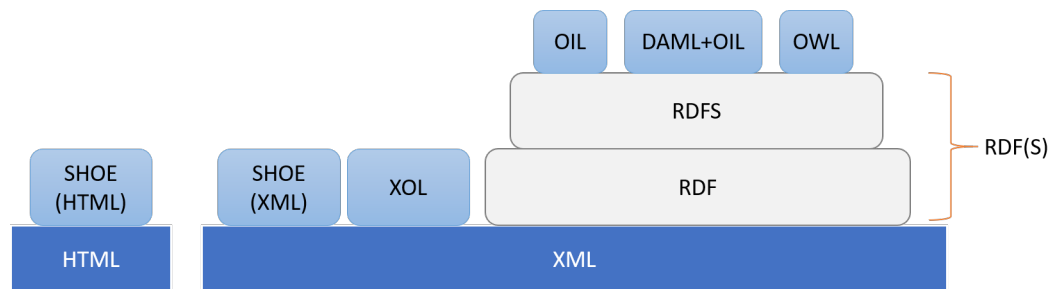 OIL
DAML+OIL
OWL
RDFS
RDF(S)
SHOE
(HTML)
SHOE
(XML)
XOL
RDF
HTML
XML